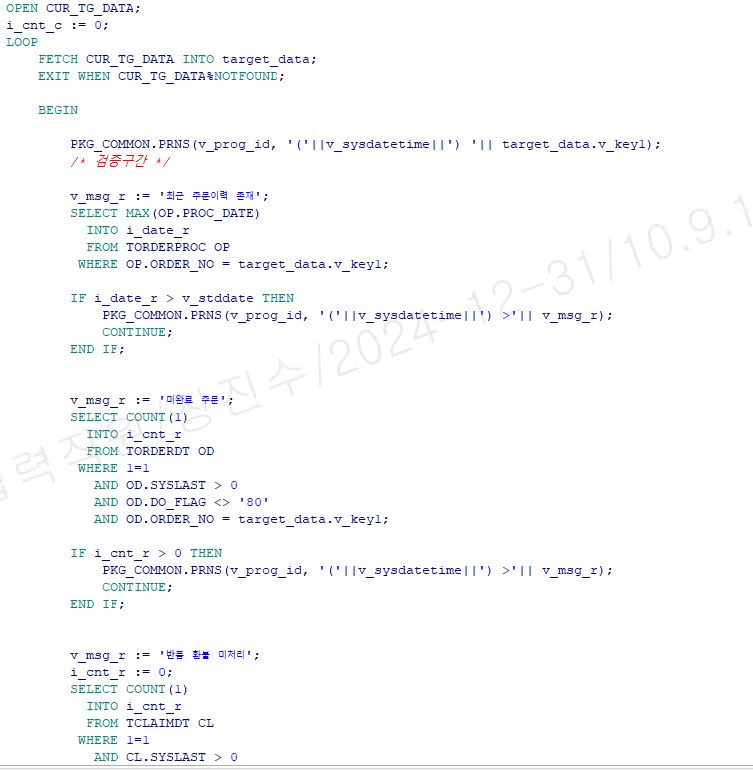 OPEN CUR_TG_DATA;
i_cnt_c := 0;
LOOP
    FETCH CUR_TG_DATA INTO target_data;
    EXIT WHEN CUR_TG_DATA%NOTFOUND;

    BEGIN

        PKG_COMMON.PRNS(v_prog_id, '('||v_sysdatetime||') '|| target_data.v_key1);
        /* 검증구간 */

        v_msg_r := '최근 주문이력 존재';
        SELECT MAX(OP.PROC_DATE)
          INTO i_date_r
          FROM TORDERPROC OP
         WHERE OP.ORDER_NO = target_data.v_key1;

        IF i_date_r > v_stddate THEN
            PKG_COMMON.PRNS(v_prog_id, '('||v_sysdatetime||') >'|| v_msg_r);
            CONTINUE;
        END IF;


        v_msg_r := '미완료 주문';
        SELECT COUNT(1)
          INTO i_cnt_r
          FROM TORDERDT OD
         WHERE 1=1
           AND OD.SYSLAST > 0
           AND OD.DO_FLAG <> '80'
           AND OD.ORDER_NO = target_data.v_key1;

        IF i_cnt_r > 0 THEN
            PKG_COMMON.PRNS(v_prog_id, '('||v_sysdatetime||') >'|| v_msg_r);
            CONTINUE;
        END IF;


        v_msg_r := '반품 환불 미처리';
        i_cnt_r := 0;
        SELECT COUNT(1)
          INTO i_cnt_r
          FROM TCLAIMDT CL
         WHERE 1=1
           AND CL.SYSLAST > 0
력직원/장진수/2024-12-31/10.9.1